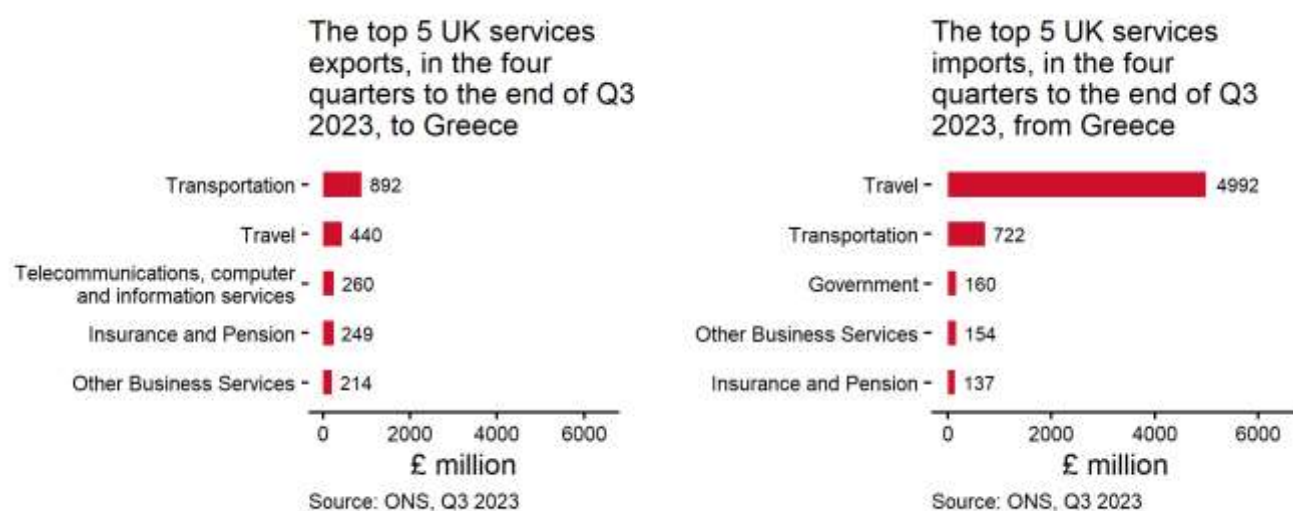 The top 5 UK services
exports, in the four
quarters to the end of Q3
2023, to Greece
Transportation
892
Travel
440
Telecommunications, computer
and information services
260
Insurance and Pension
249
Other Business Services
214
0 2000 4000 6000
£ million
Source: ONS, Q3 2023
The top 5 UK services
imports, in the four
quarters to the end of Q3
2023, from Greece
Travel
4992
Transportation
722
Government
160
Other Business Services
154
Insurance and Pension
137
0 2000 4000 6000
£ million
Source: ONS, Q3 2023